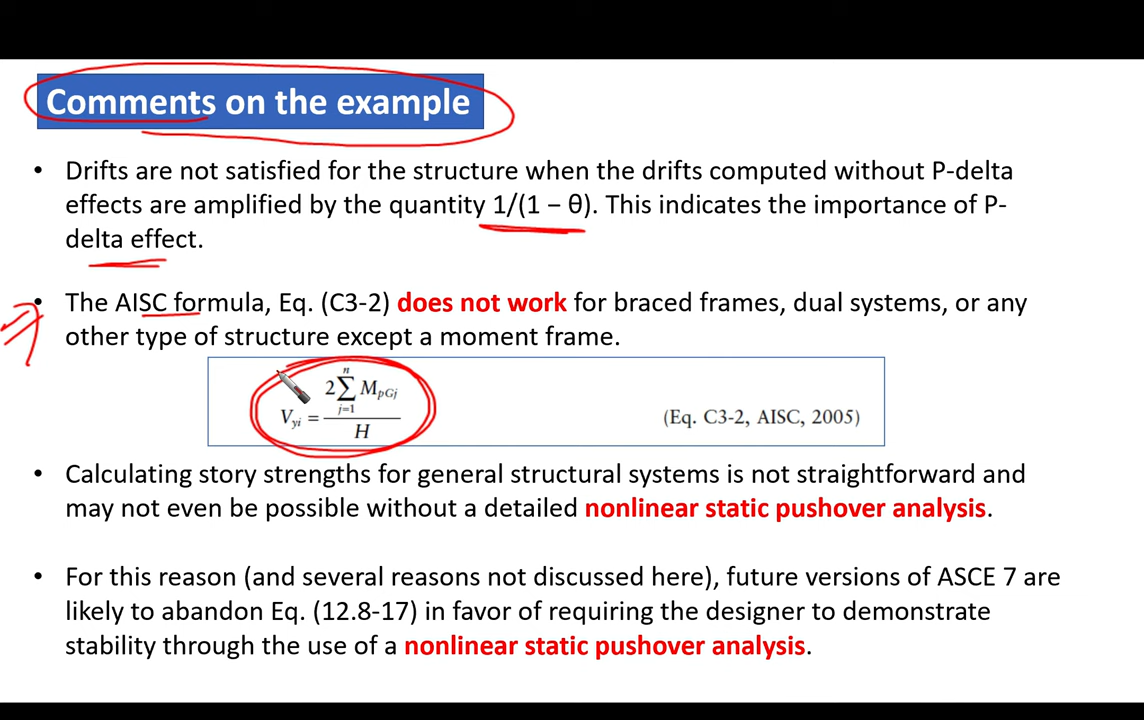 Comments on the example
• Drifts are not satisfied for the structure when the drifts computed without P-delta
effects are amplified by the quantity 1/(1 − θ). This indicates the importance of P-
delta effect.
• The AISC formula, Eq. (C3-2) does not work for braced frames, dual systems, or any
other type of structure except a moment frame.
V_{yi} = \frac{2\sum_{j=1}^{n} M_{pGj}}{H} (Eq. C3-2, AISC, 2005)
• Calculating story strengths for general structural systems is not straightforward and
may not even be possible without a detailed nonlinear static pushover analysis.
• For this reason (and several reasons not discussed here), future versions of ASCE 7 are
likely to abandon Eq. (12.8-17) in favor of requiring the designer to demonstrate
stability through the use of a nonlinear static pushover analysis.